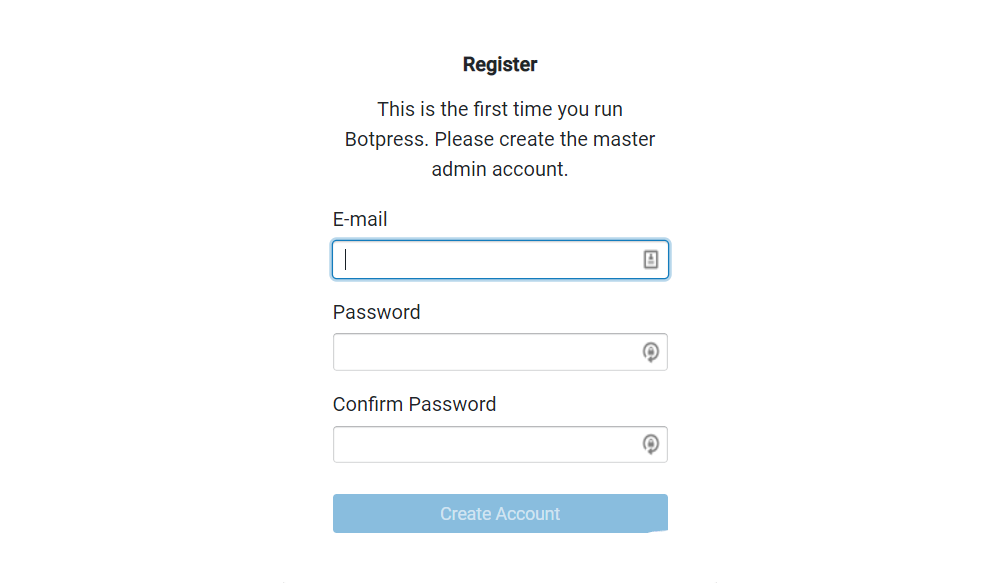 Register
This is the first time you run
Botpress. Please create the master
admin account.
E-mail
Password
Confirm Password
Create Account